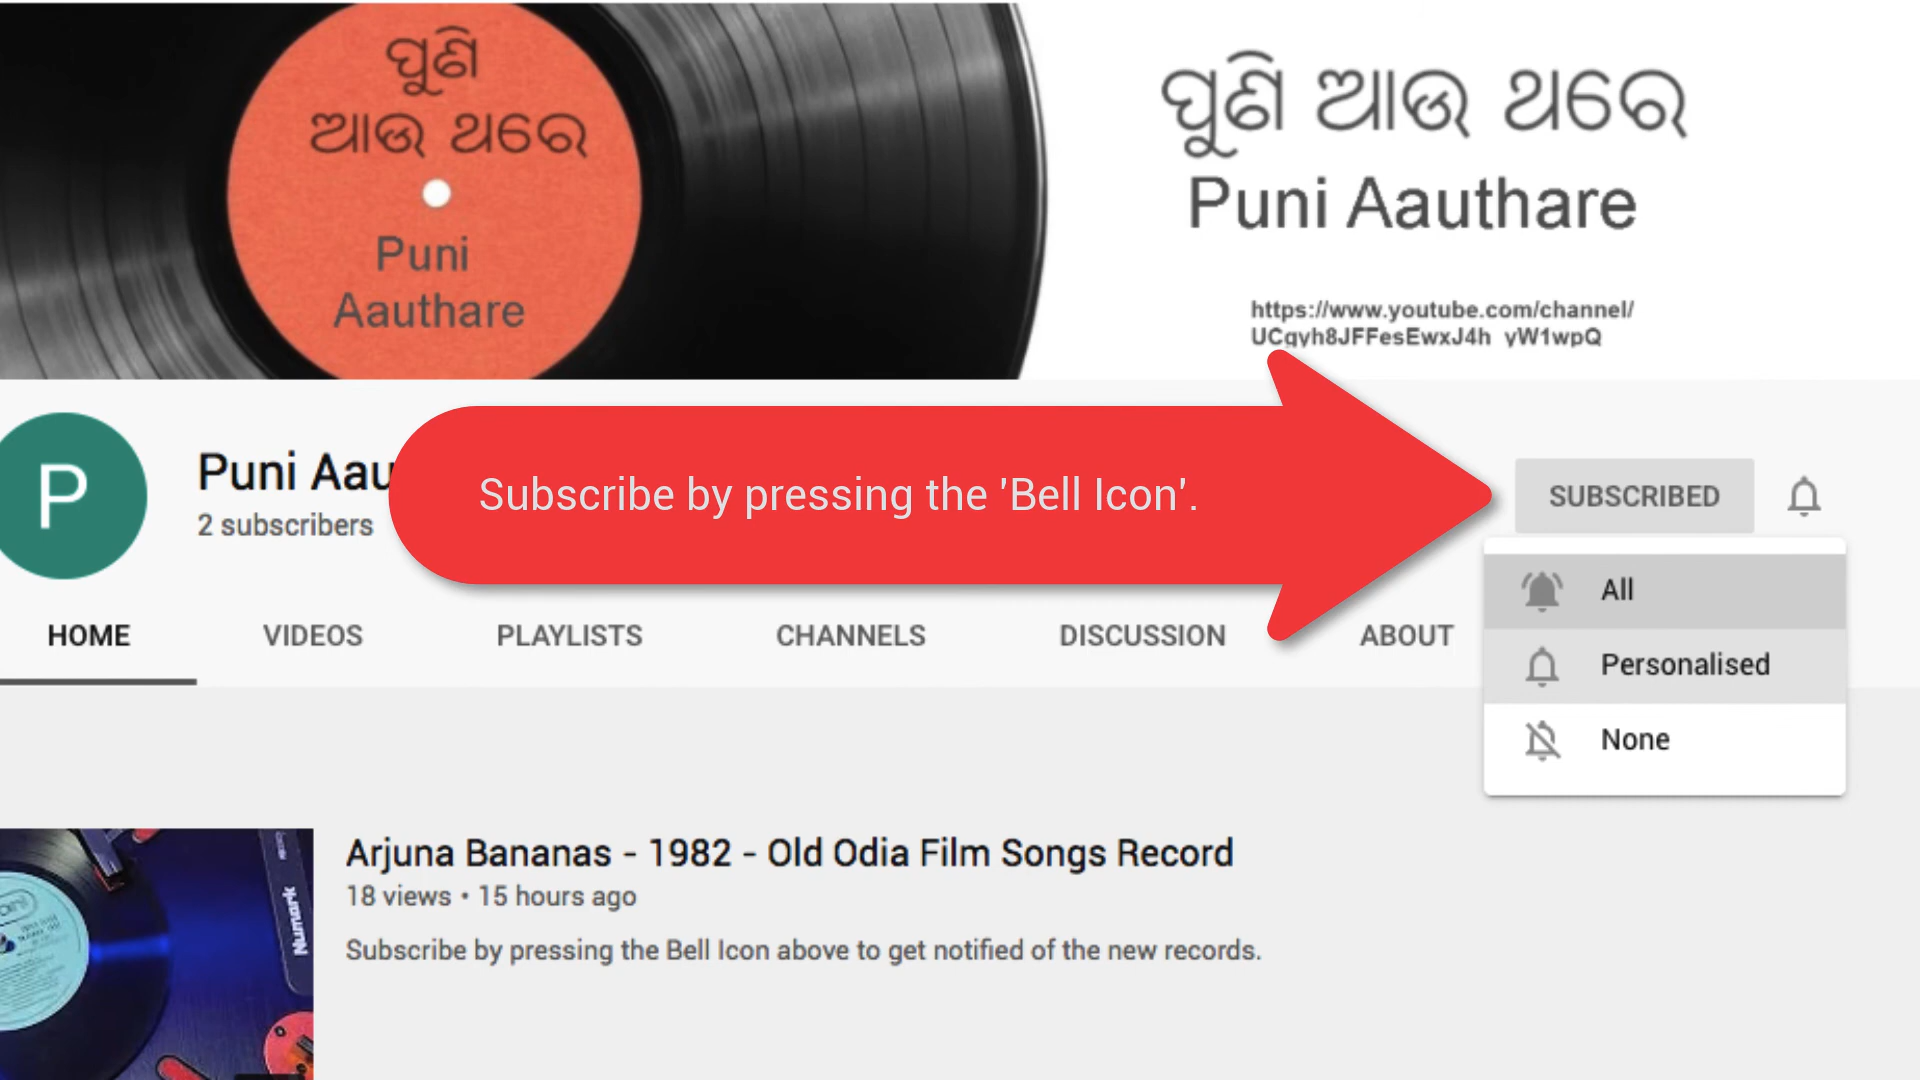 ପୁଣି
ଆଉ ଥରେ
Puni
Aauthare
ପୁଣି ଆଉ ଥରେ
Puni Aauthare
https://www.youtube.com/channel/
UCgyh8JFFesEwxJ4h_yW1wpQ
P
Puni Aau
2 subscribers
Subscribe by pressing the 'Bell Icon'.
SUBSCRIBED
All
Personalised
None
HOME VIDEOS PLAYLISTS CHANNELS DISCUSSION ABOUT
Arjuna Bananas - 1982 - Old Odia Film Songs Record
18 views • 15 hours ago
Subscribe by pressing the Bell Icon above to get notified of the new records.
Numark